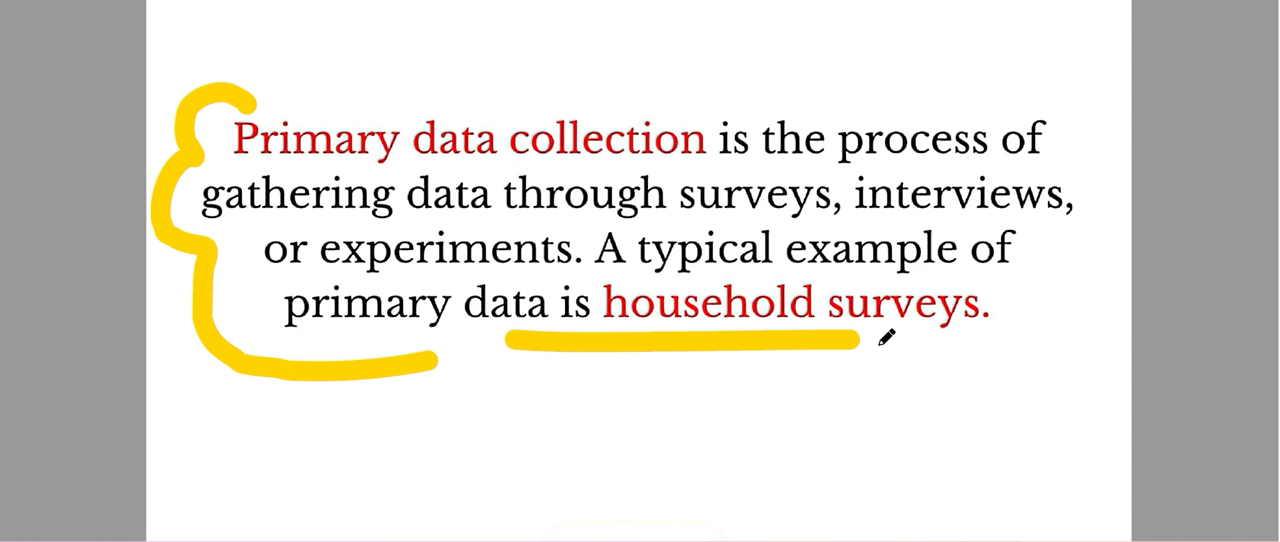 Primary data collection is the process of
gathering data through surveys, interviews,
or experiments. A typical example of
primary data is household surveys.